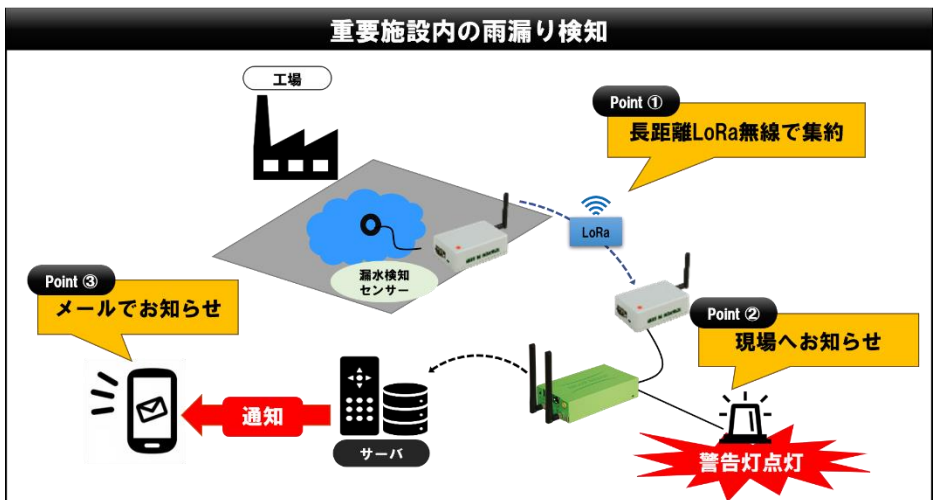 重要施設内の雨漏り検知
工場
Point ①
長距離LoRa無線で集約
LoRa
漏水検知
センサー
Point ③
メールでお知らせ
Point ②
現場へお知らせ
通知
サーバ
警告灯点灯